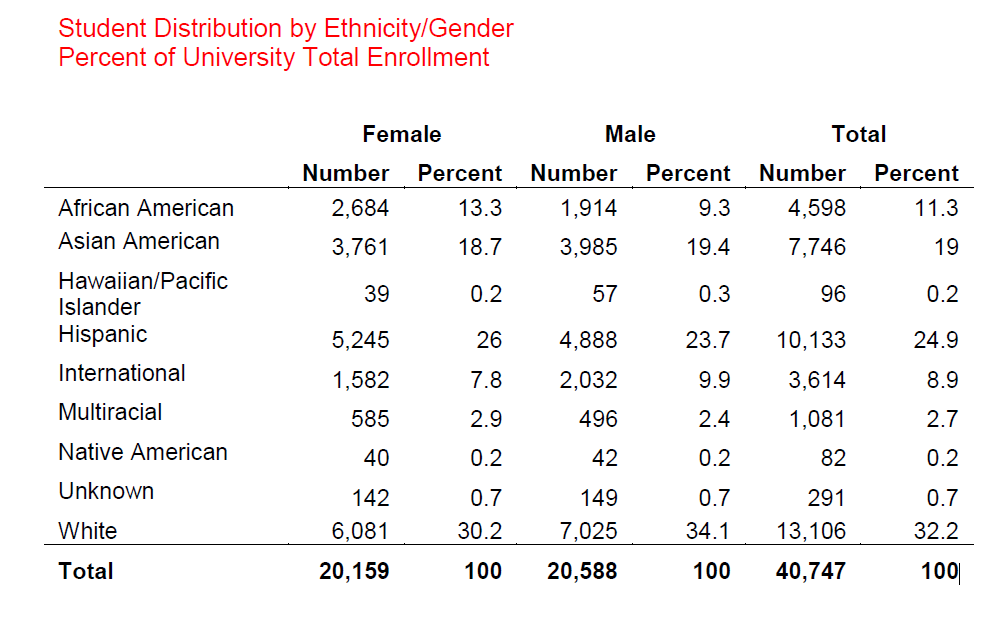 Student Distribution by Ethnicity/Gender
Percent of University Total Enrollment
Female Male Total
Number Percent Number Percent Number Percent
African American 2,684 13.3 1,914 9.3 4,598 11.3
Asian American 3,761 18.7 3,985 19.4 7,746 19
Hawaiian/Pacific
Islander 39 0.2 57 0.3 96 0.2
Hispanic 5,245 26 4,888 23.7 10,133 24.9
International 1,582 7.8 2,032 9.9 3,614 8.9
Multiracial 585 2.9 496 2.4 1,081 2.7
Native American 40 0.2 42 0.2 82 0.2
Unknown 142 0.7 149 0.7 291 0.7
White 6,081 30.2 7,025 34.1 13,106 32.2
Total 20,159 100 20,588 100 40,747 100